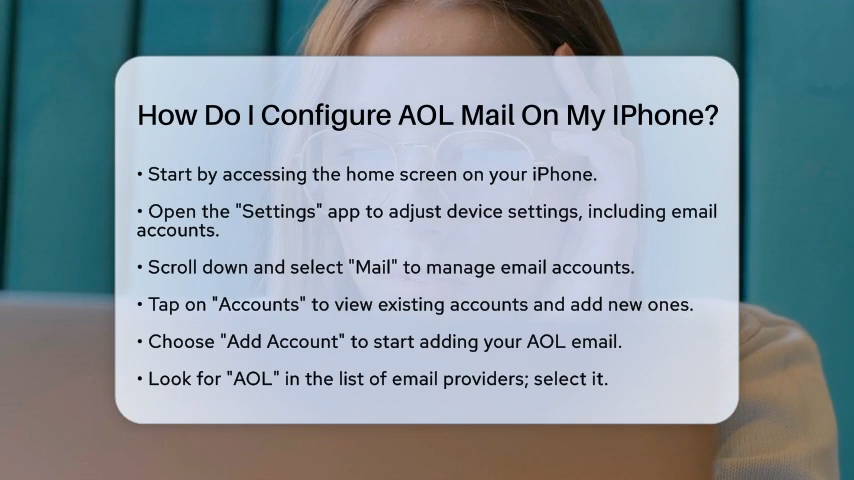 How Do I Configure AOL Mail On My IPhone?
• Start by accessing the home screen on your iPhone.
• Open the "Settings" app to adjust device settings, including email
accounts.
• Scroll down and select "Mail" to manage email accounts.
• Tap on "Accounts" to view existing accounts and add new ones.
• Choose "Add Account" to start adding your AOL email.
• Look for "AOL" in the list of email providers; select it.